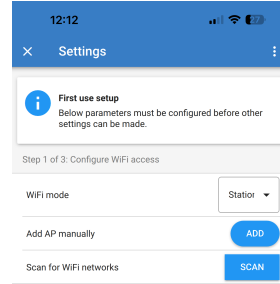 12:12
27
Settings
First use setup
Below parameters must be configured before other
settings can be made.
Step 1 of 3: Configure WiFi access
WiFi mode
Station
Add AP manually
ADD
Scan for WiFi networks
SCAN